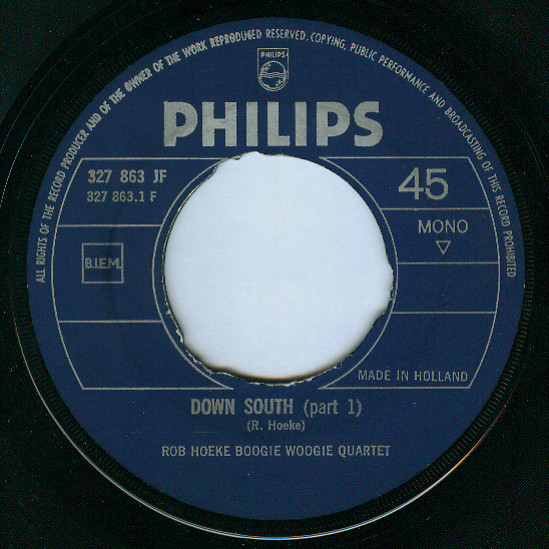 ALL RIGHTS OF THE RECORD PRODUCER AND OF THE OWNER OF THE WORK REPRODUCED RESERVED. COPYING, PUBLIC PERFORMANCE AND BROADCASTING OF THIS RECORD PROHIBITED
PHILIPS
PHILIPS
327 863 JF
327 863.1 F
45
MONO
B.I.E.M.
MADE IN HOLLAND
DOWN SOUTH (part 1)
(R. Hoeke)
ROB HOEKE BOOGIE WOOGIE QUARTET